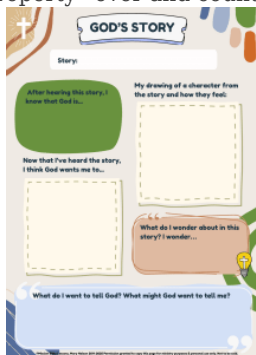 GOD'S STORY
Story:
After hearing this story, I
know that God is...
My drawing of a character from
the story and how they feel:
Now that I've heard the story,
I think God wants me to...
What do I wonder about in this
story? I wonder...
What do I want to tell God? What might God want to tell me?